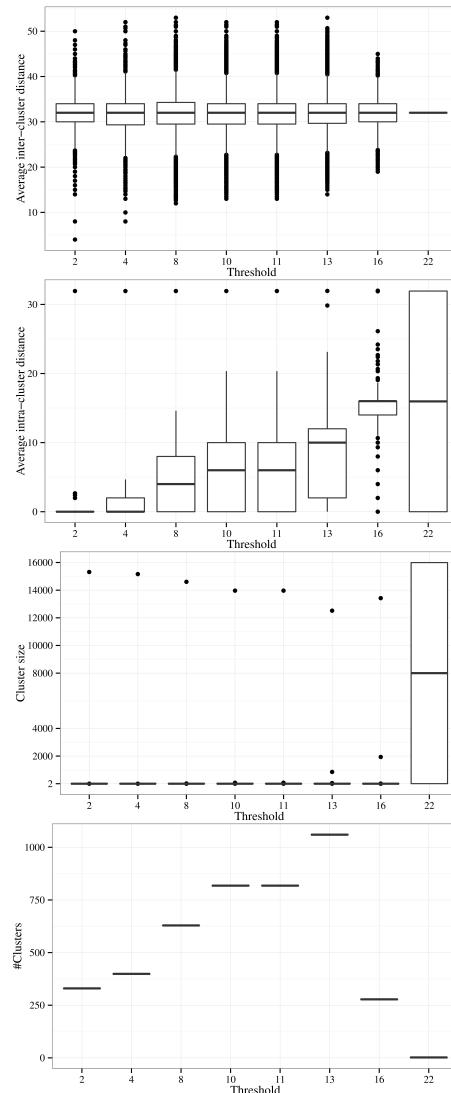 Average inter−cluster distance
50
40
30
20
10
2 4 8 10 11 13 16 22
Threshold
Average intra−cluster distance
30
20
10
0
2 4 8 10 11 13 16 22
Threshold
Cluster size
16000
14000
12000
10000
8000
4000
2000
2
2 4 8 10 11 13 16 22
Threshold
#Clusters
1000
750
500
250
0
2 4 8 10 11 13 16 22
Threshold